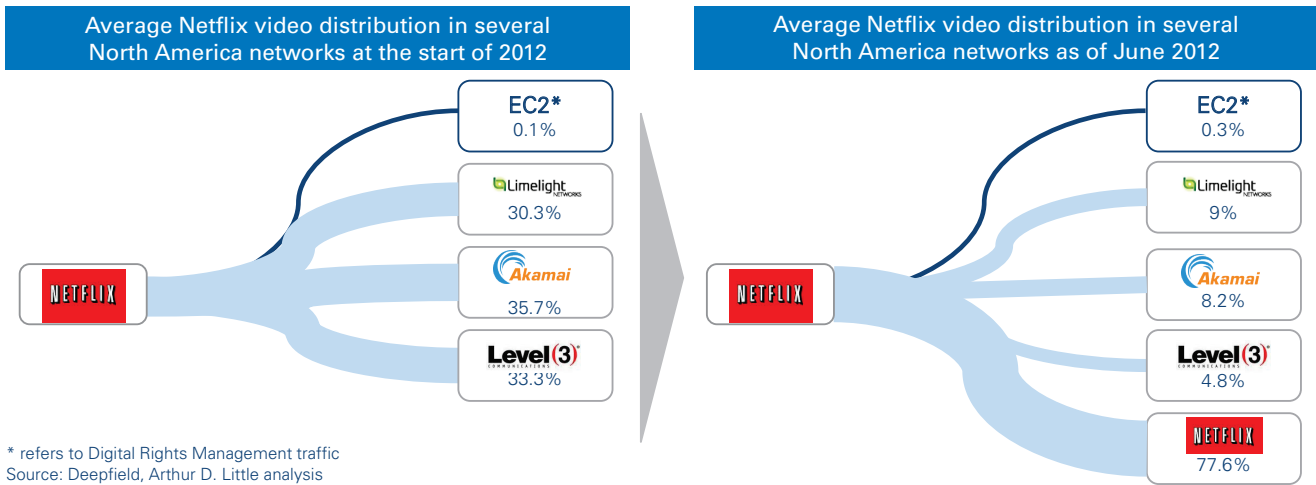 Average Netflix video distribution in several
North America networks at the start of 2012
EC2*
0.1%
Limelight
NETWORKS
30.3%
NETFLIX
Akamai
35.7%
Level(3)
COMMUNICATIONS
33.3%
* refers to Digital Rights Management traffic
Source: Deepfield, Arthur D. Little analysis
Average Netflix video distribution in several
North America networks as of June 2012
EC2*
0.3%
Limelight
NETWORKS
9%
NETFLIX
Akamai
8.2%
Level(3)
COMMUNICATIONS
4.8%
NETFLIX
77.6%